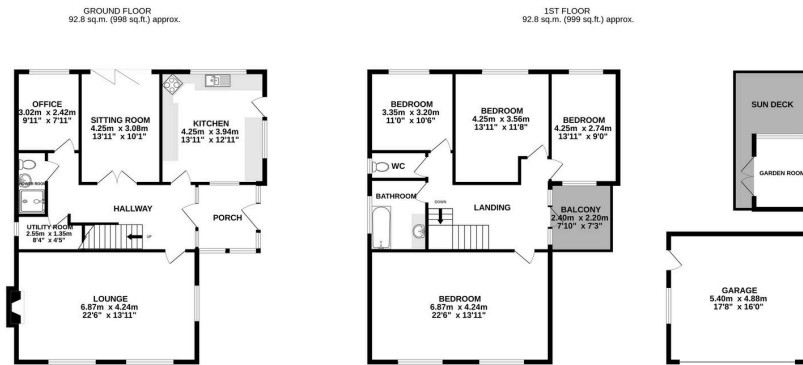 GROUND FLOOR
92.8 sq.m. (998 sq.ft.) approx.
1ST FLOOR
92.8 sq.m. (999 sq.ft.) approx.
OFFICE
3.02m x 2.42m
9'11" x 7'11"
SITTING ROOM
4.25m x 3.08m
13'11" x 10'1"
KITCHEN
4.25m x 3.94m
13'11" x 12'11"
HALLWAY
PORCH
UTILITY ROOM
2.55m x 1.35m
8'4" x 4'5"
UP
LOUNGE
6.87m x 4.24m
22'6" x 13'11"
BEDROOM
3.35m x 3.20m
11'0" x 10'6"
BEDROOM
4.25m x 3.56m
13'11" x 11'8"
BEDROOM
4.25m x 2.74m
13'11" x 9'0"
WC
BATHROOM
DOWN
LANDING
BALCONY
2.40m x 2.20m
7'10" x 7'3"
BEDROOM
6.87m x 4.24m
22'6" x 13'11"
SUN DECK
GARDEN ROOM
GARAGE
5.40m x 4.88m
17'8" x 16'0"